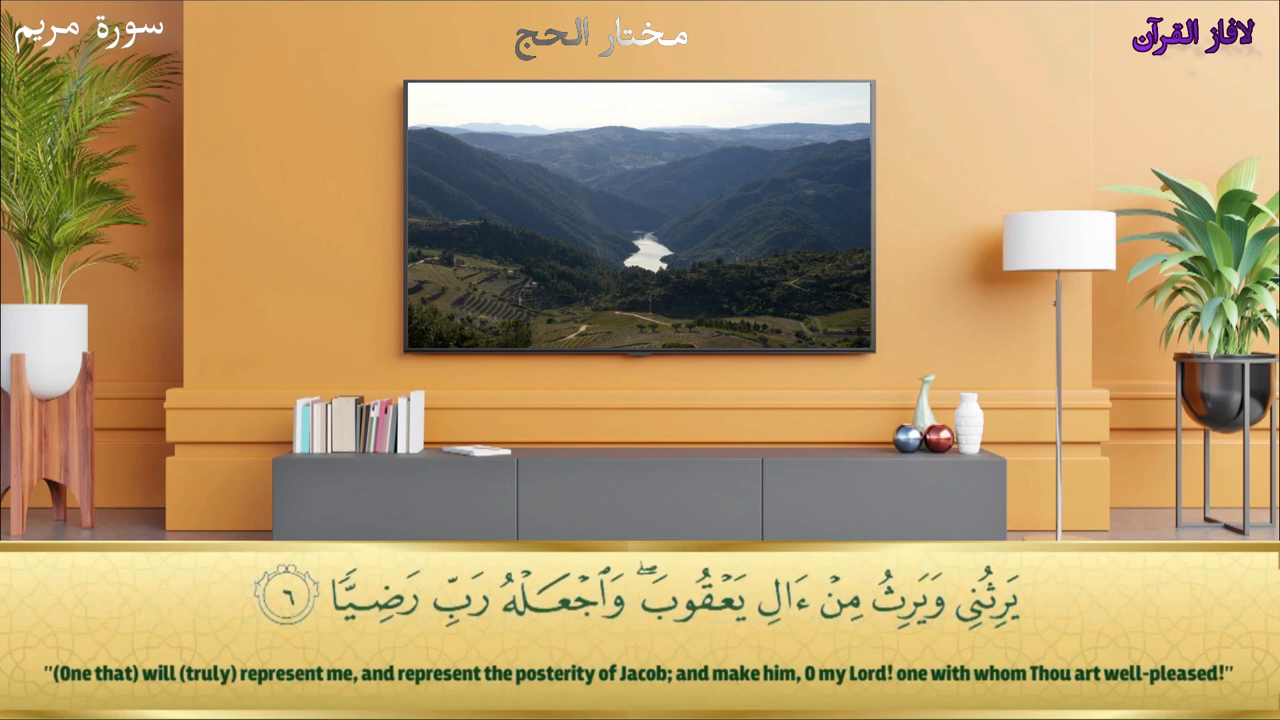 سورة مريم
مختار الحج
لافاز القرآن
يَرِثُنِى وَيَرِثُ مِنْ ءَالِ يَعْقُوبَ ۖ وَٱجْعَلْهُ رَبِّ رَضِيًّا ٦
"(One that) will (truly) represent me, and represent the posterity of Jacob; and make him, O my Lord! one with whom Thou art well-pleased!"